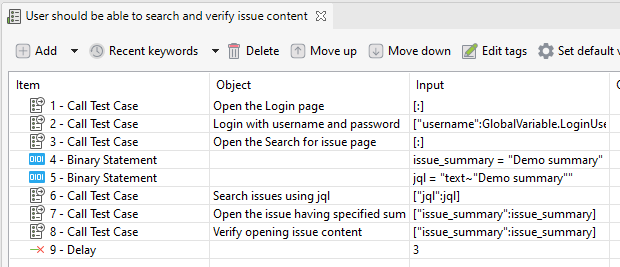 User should be able to search and verify issue content
Add Recent keywords Delete Move up Move down Edit tags Set default v
Item Object Input
1 - Call Test Case Open the Login page [:]
2 - Call Test Case Login with username and password ["username":GlobalVariable.LoginUse
3 - Call Test Case Open the Search for issue page [:]
4 - Binary Statement issue_summary = "Demo summary"
5 - Binary Statement jql = "text~"Demo summary""
6 - Call Test Case Search issues using jql ["jql":jql]
7 - Call Test Case Open the issue having specified sum ["issue_summary":issue_summary]
8 - Call Test Case Verify opening issue content ["issue_summary":issue_summary]
9 - Delay 3